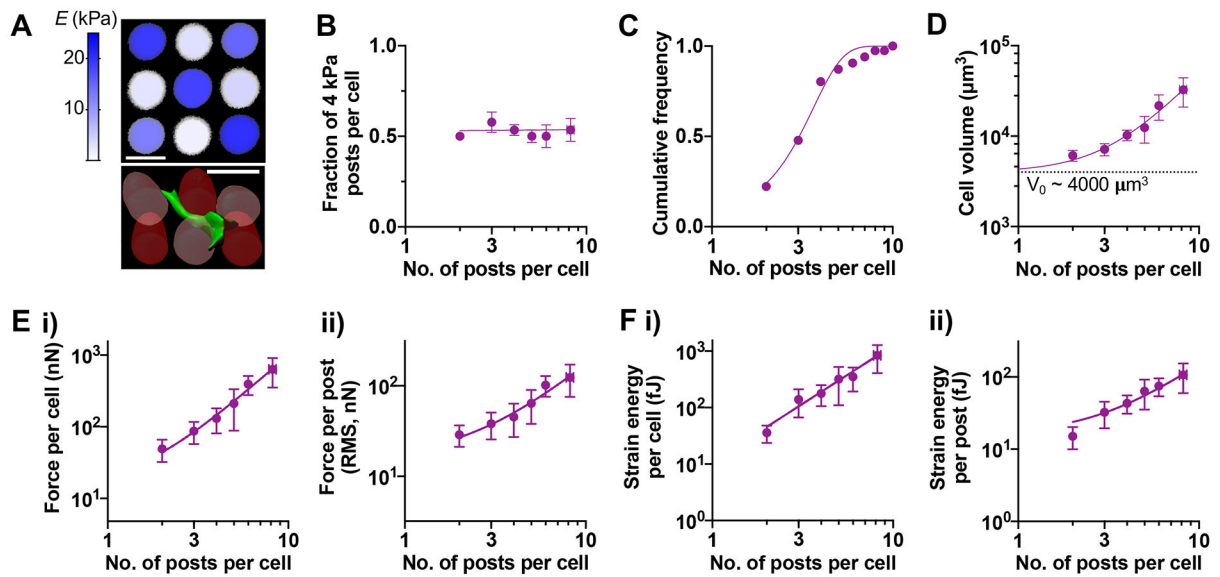 A
E (kPa)
20
10
B
Fraction of 4 kPa
posts per cell
1.0
0.5
0.0
1
3
10
No. of posts per cell
C
Cumulative frequency
1.0
0.5
0.0
1
3
10
No. of posts per cell
D
Cell volume (μm³)
10⁵
10⁴
10³
V₀ ~ 4000 μm³
1
3
10
No. of posts per cell
E i)
Force per cell (nN)
10³
10²
10¹
1
3
10
No. of posts per cell
ii)
Force per post
(RMS, nN)
10²
10¹
1
3
10
No. of posts per cell
F i)
Strain energy
per cell (fJ)
10³
10²
10¹
10⁰
1
3
10
No. of posts per cell
ii)
Strain energy
per post (fJ)
10²
10¹
10⁰
1
3
10
No. of posts per cell